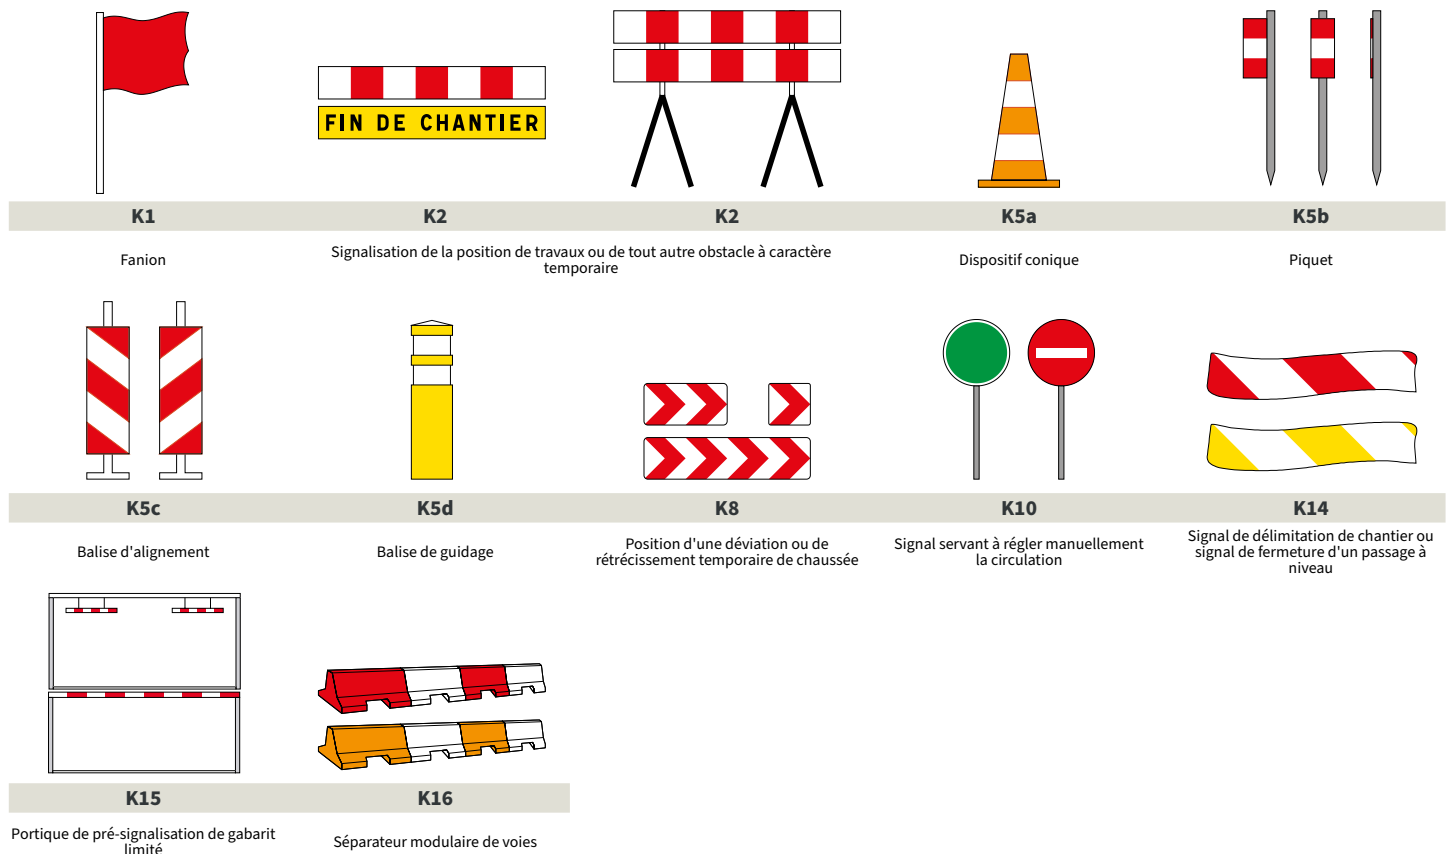 FIN DE CHANTIER
K1
K2
K2
K5a
K5b
Fanion
Signalisation de la position de travaux ou de tout autre obstacle à caractère
temporaire
Dispositif conique
Piquet
K5c
K5d
K8
K10
K14
Balise d'alignement
Balise de guidage
Position d'une déviation ou de
rétrécissement temporaire de chaussée
Signal servant à régler manuellement
la circulation
Signal de délimitation de chantier ou
signal de fermeture d'un passage à
niveau
K15
K16
Portique de pré-signalisation de gabarit
limité
Séparateur modulaire de voies